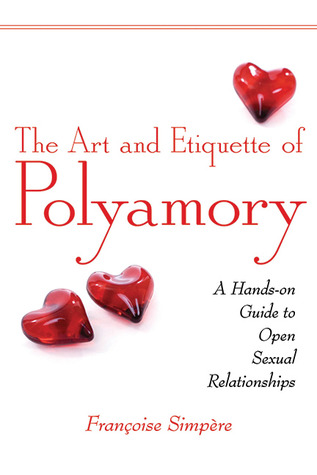 The Art and Etiquette of
Polyamory
A Hands-on
Guide to
Open
Sexual
Relationships
Françoise Simpère